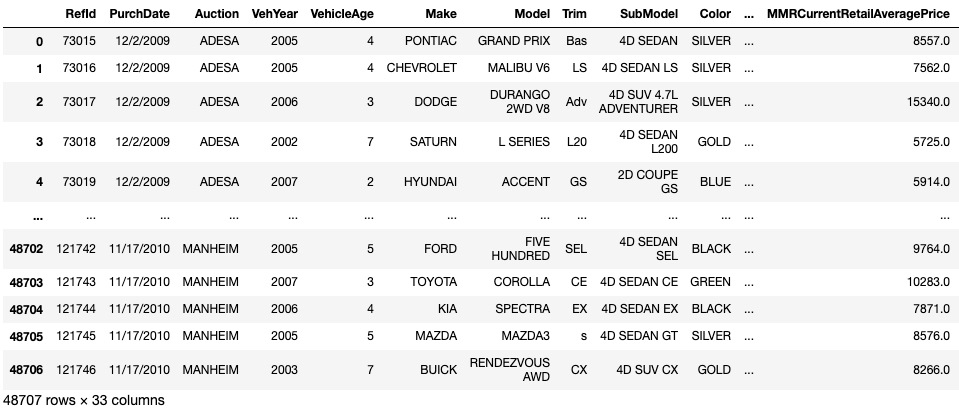 RefId PurchDate Auction VehYear VehicleAge Make Model Trim SubModel Color ... MMRCurrentRetailAveragePrice
0 73015 12/2/2009 ADESA 2005 4 PONTIAC GRAND PRIX Bas 4D SEDAN SILVER ... 8557.0
1 73016 12/2/2009 ADESA 2005 4 CHEVROLET MALIBU V6 LS 4D SEDAN LS SILVER ... 7562.0
2 73017 12/2/2009 ADESA 2006 3 DODGE DURANGO 2WD V8 Adv 4D SUV 4.7L ADVENTURER SILVER ... 15340.0
3 73018 12/2/2009 ADESA 2002 7 SATURN L SERIES L20 4D SEDAN L200 GOLD ... 5725.0
4 73019 12/2/2009 ADESA 2007 2 HYUNDAI ACCENT GS 2D COUPE GS BLUE ... 5914.0
... ... ... ... ... ... ... ... ... ... ... ... ...
48702 121742 11/17/2010 MANHEIM 2005 5 FORD FIVE HUNDRED SEL 4D SEDAN SEL BLACK ... 9764.0
48703 121743 11/17/2010 MANHEIM 2007 3 TOYOTA COROLLA CE 4D SEDAN CE GREEN ... 10283.0
48704 121744 11/17/2010 MANHEIM 2006 4 KIA SPECTRA EX 4D SEDAN EX BLACK ... 7871.0
48705 121745 11/17/2010 MANHEIM 2005 5 MAZDA MAZDA3 s 4D SEDAN GT SILVER ... 8576.0
48706 121746 11/17/2010 MANHEIM 2003 7 BUICK RENDEZVOUS AWD CX 4D SUV CX GOLD ... 8266.0
48707 rows × 33 columns